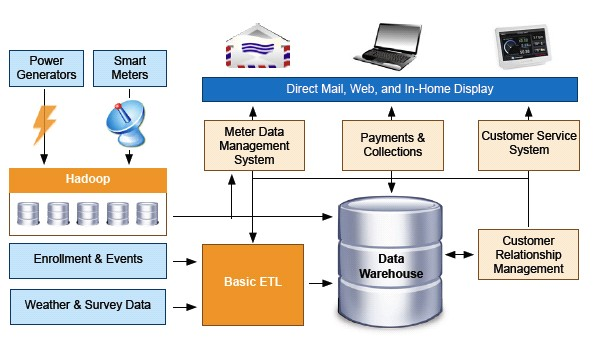 Power
Generators
Smart
Meters
Direct Mail, Web, and In-Home Display
Meter Data
Management
System
Payments &
Collections
Customer Service
System
Hadoop
Enrollment & Events
Basic ETL
Data
Warehouse
Customer
Relationship
Management
Weather & Survey Data